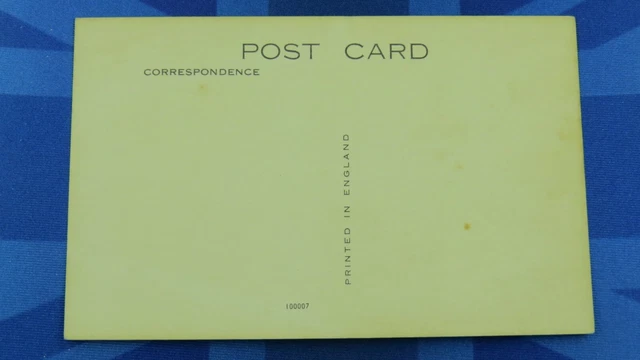 POST CARD
CORRESPONDENCE
PRINTED IN ENGLAND
100007